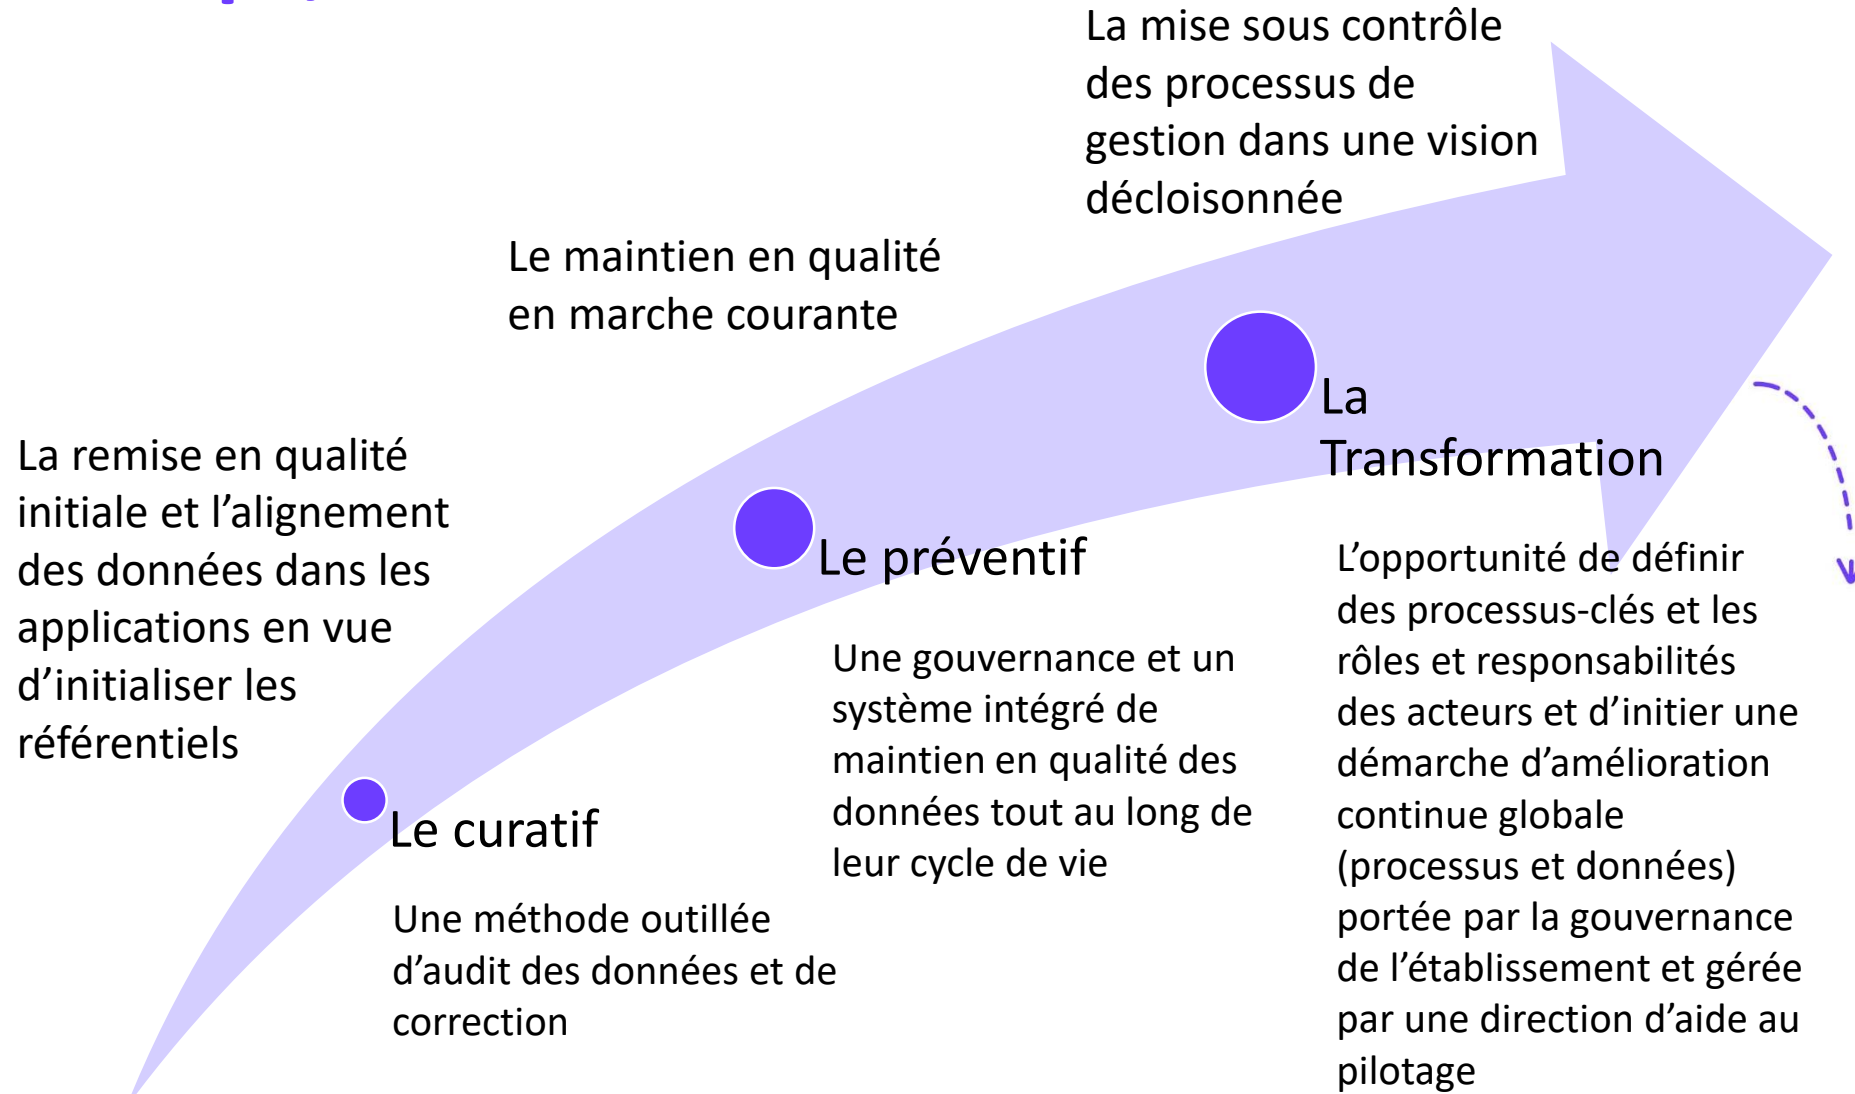 La remise en qualité
initiale et l’alignement
des données dans les
applications en vue
d’initialiser les
référentiels
Le curatif
Une méthode outillée
d’audit des données et de
correction
Le maintien en qualité
en marche courante
Le préventif
Une gouvernance et un
système intégré de
maintien en qualité des
données tout au long de
leur cycle de vie
La mise sous contrôle
des processus de
gestion dans une vision
décloisonnée
La
Transformation
L’opportunité de définir
des processus-clés et les
rôles et responsabilités
des acteurs et d’initier une
démarche d’amélioration
continue globale
(processus et données)
portée par la gouvernance
de l’établissement et gérée
par une direction d’aide au
pilotage